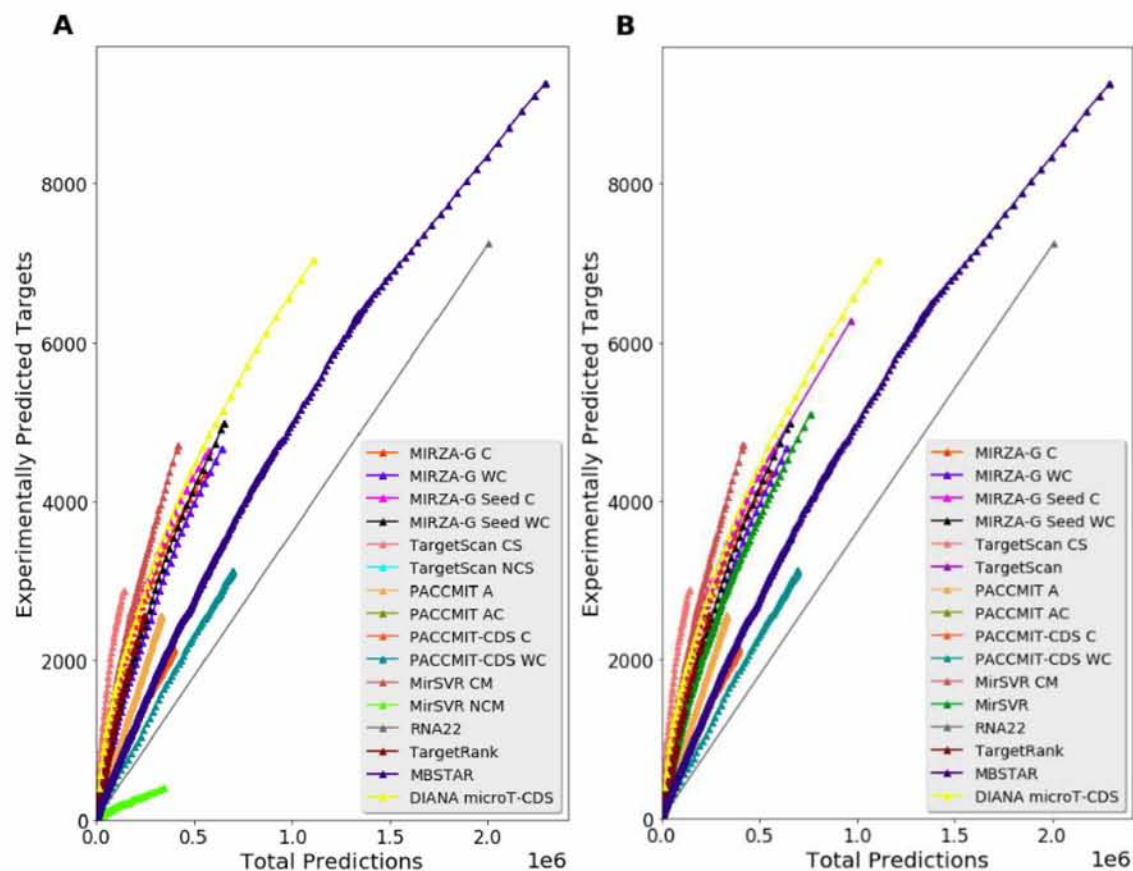 A
B
Experimentally Predicted Targets
8000
6000
4000
2000
0
0.0 0.5 1.0 1.5 2.0
1e6
Total Predictions
MIRZA-G C
MIRZA-G WC
MIRZA-G Seed C
MIRZA-G Seed WC
TargetScan CS
TargetScan NCS
PACCMIT A
PACCMIT AC
PACCMIT-CDS C
PACCMIT-CDS WC
MirSVR CM
MirSVR NCM
RNA22
TargetRank
MBSTAR
DIANA microT-CDS
Experimentally Predicted Targets
8000
6000
4000
2000
0
0.0 0.5 1.0 1.5 2.0
1e6
Total Predictions
MIRZA-G C
MIRZA-G WC
MIRZA-G Seed C
MIRZA-G Seed WC
TargetScan CS
TargetScan
PACCMIT A
PACCMIT AC
PACCMIT-CDS C
PACCMIT-CDS WC
MirSVR CM
MirSVR
RNA22
TargetRank
MBSTAR
DIANA microT-CDS